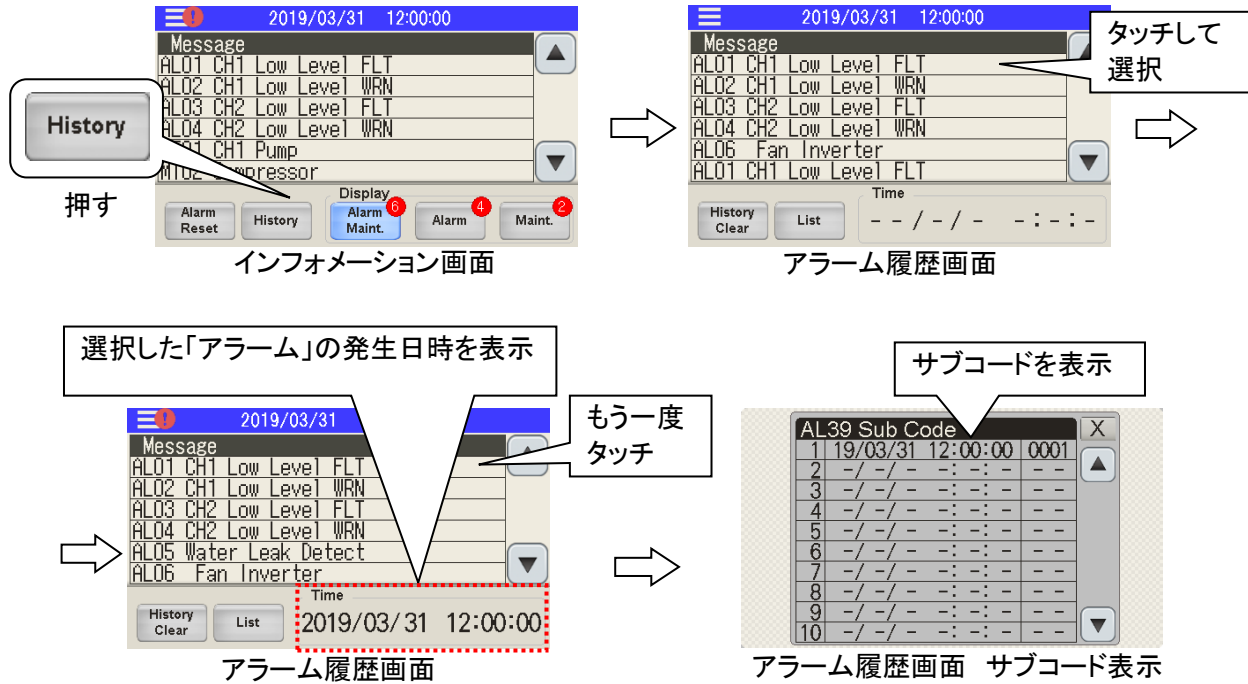 2019/03/31 12:00:00
Message
AL01 CH1 Low Level FLT
AL02 CH1 Low Level WRN
AL03 CH2 Low Level FLT
AL04 CH2 Low Level WRN
CH1 Pump
MT02
History
押す
Display
Alarm Reset
History
Alarm Maint.
6
Alarm
4
Maint.
2
インフォメーション画面
2019/03/31 12:00:00
タッチして
選択
Message
AL01 CH1 Low Level FLT
AL02 CH1 Low Level WRN
AL03 CH2 Low Level FLT
AL04 CH2 Low Level WRN
AL06 Fan Inverter
AL01 CH1 Low Level FLT
Time
History Clear
List
- - / - / - - : - : -
アラーム履歴画面
選択した「アラーム」の発生日時を表示
2019/03/31
もう一度
タッチ
Message
AL01 CH1 Low Level FLT
AL02 CH1 Low Level WRN
AL03 CH2 Low Level FLT
AL04 CH2 Low Level WRN
AL05 Water Leak Detect
AL06 Fan Inverter
Time
History Clear
List
2019/03/31 12:00:00
アラーム履歴画面
サブコードを表示
AL39 Sub Code X
1 19/03/31 12:00:00 0001
2 -/ -/ - -: -: - - -
3 -/ -/ - -: -: - - -
4 -/ -/ - -: -: - - -
5 -/ -/ - -: -: - - -
6 -/ -/ - -: -: - - -
7 -/ -/ - -: -: - - -
8 -/ -/ - -: -: - - -
9 -/ -/ - -: -: - - -
10 -/ -/ - -: -: - - -
アラーム履歴画面 サブコード表示